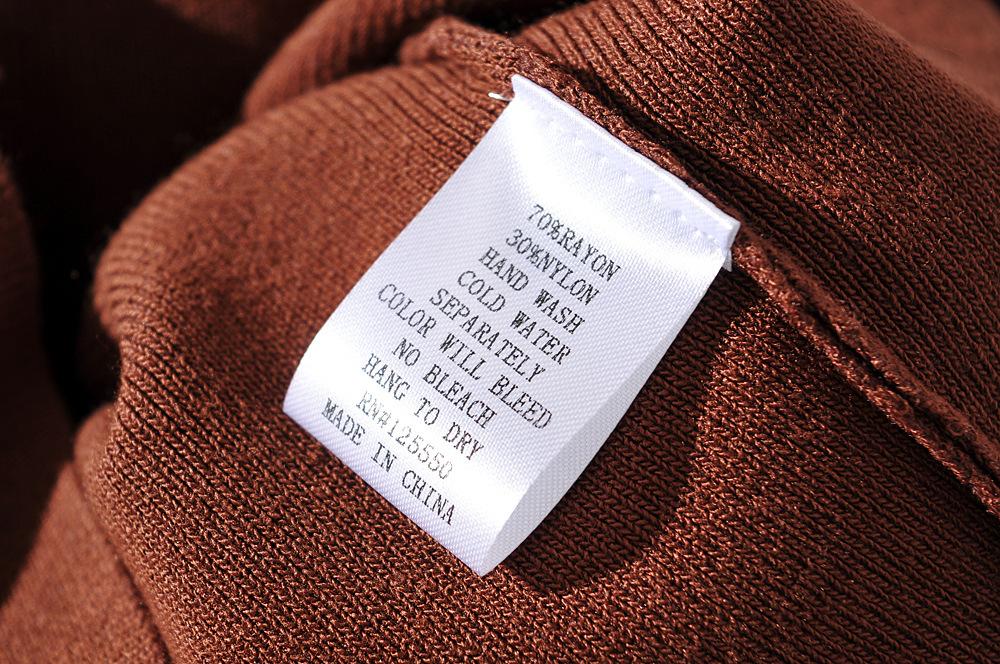 70%RAYON
30%NYLON
HAND WASH
COLD WATER
SEPARATELY
COLOR WILL BLEED
NO BLEACH
HANG TO DRY
RN#125550
MADE IN CHINA